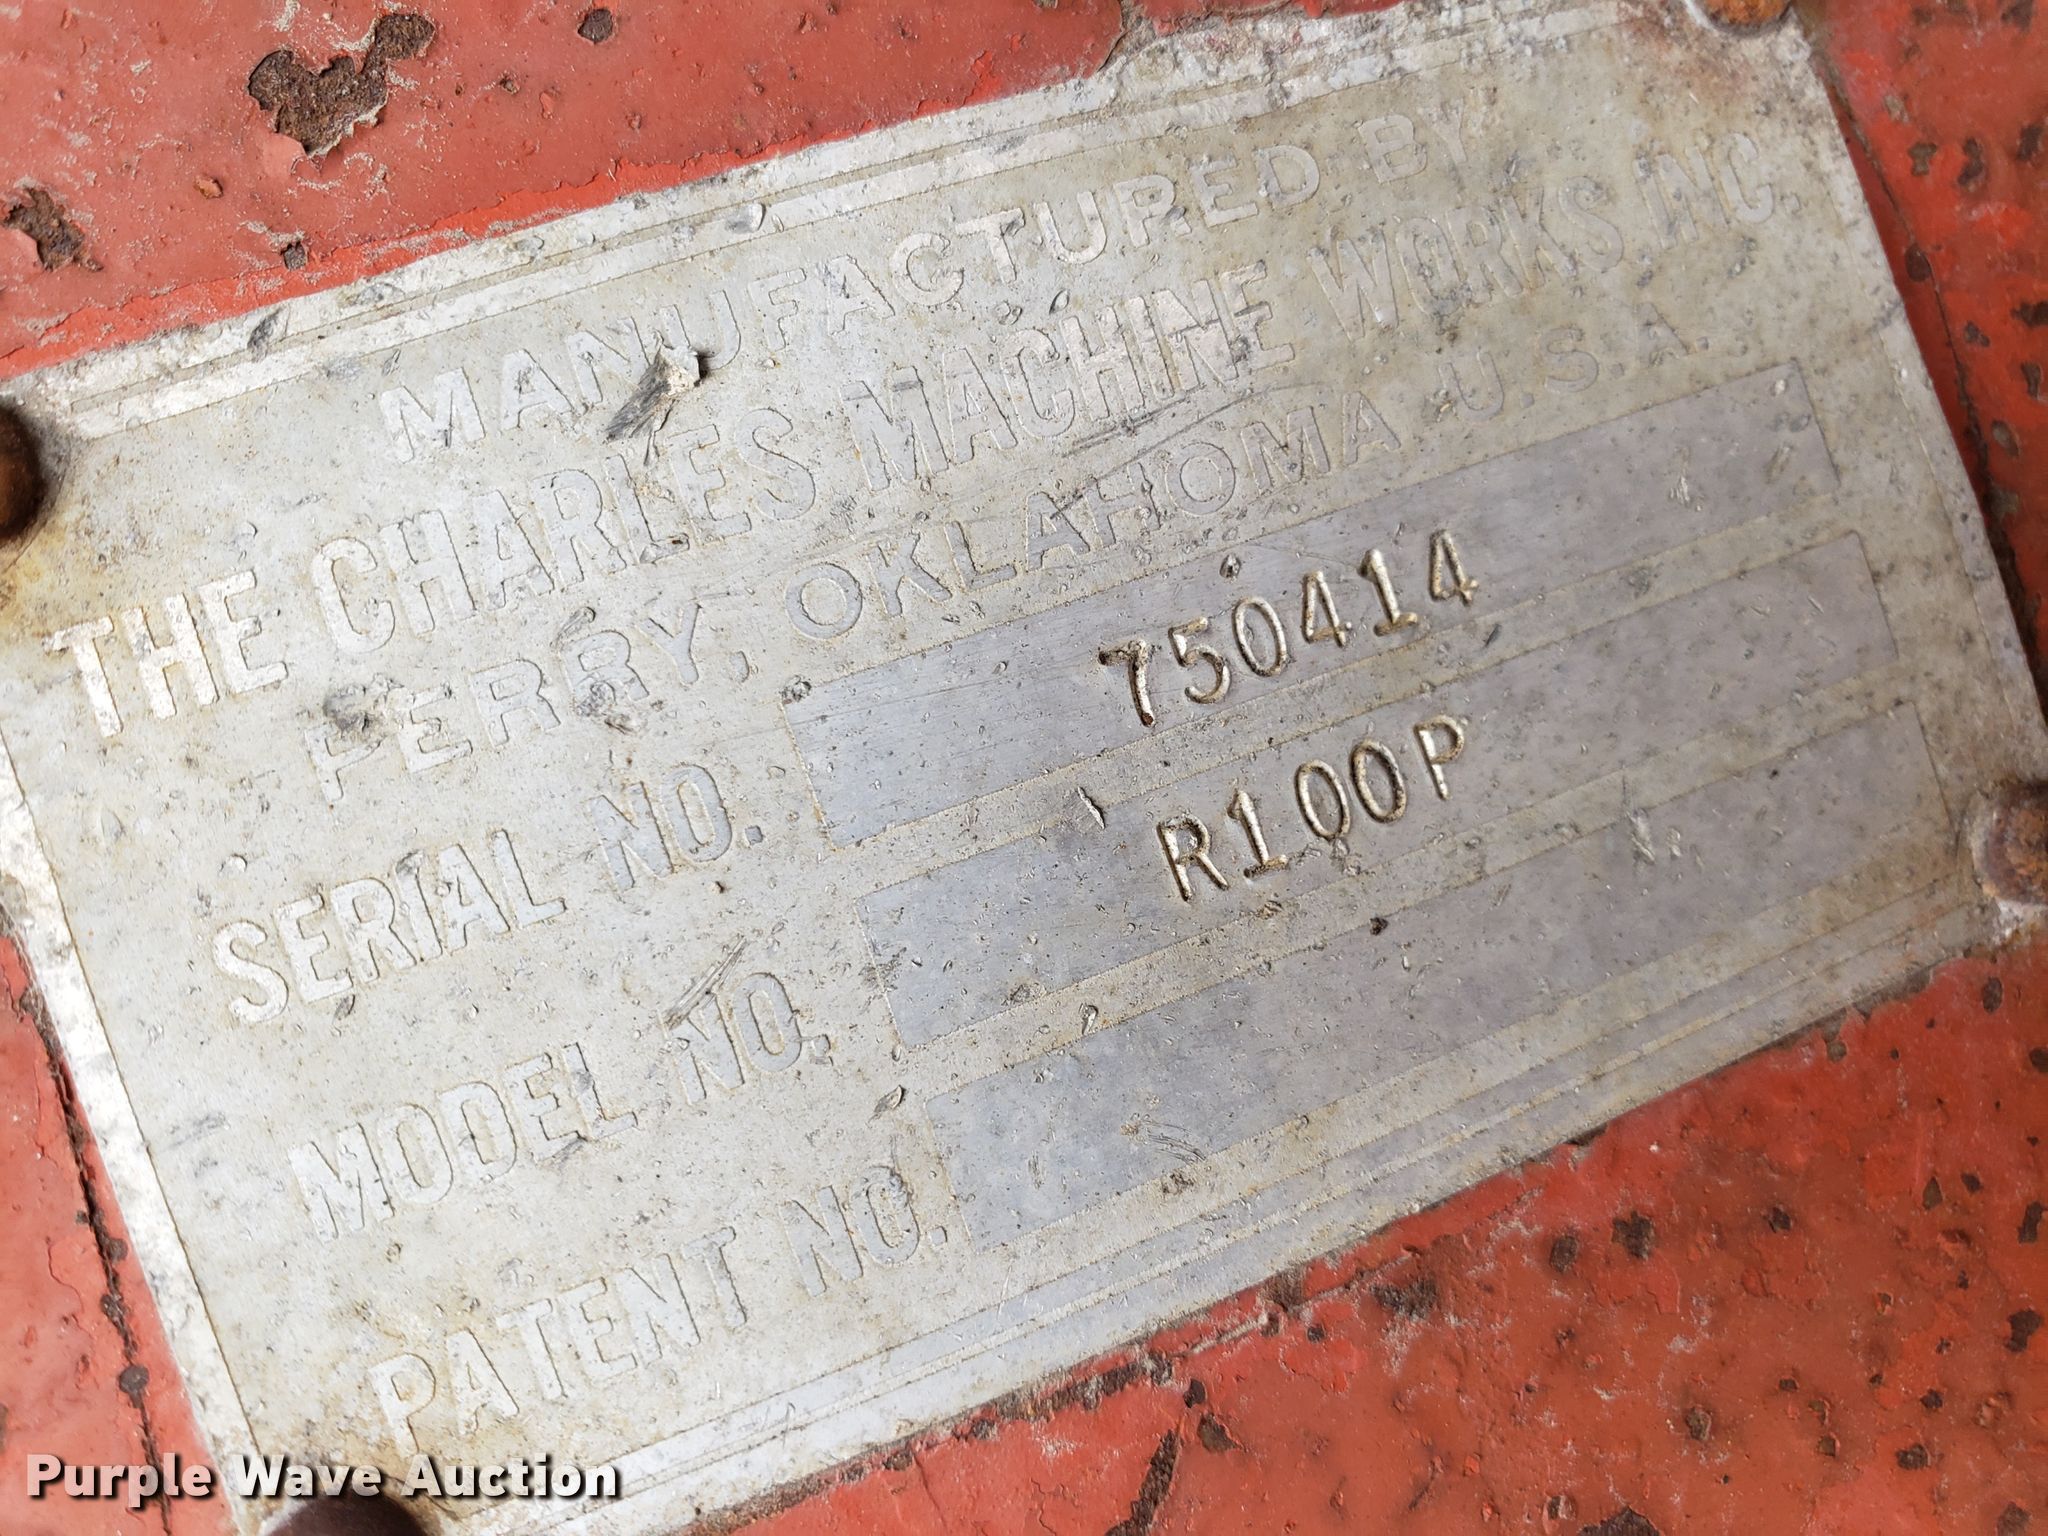 MANUFACTURED BY
THE CHARLES MACHINE WORKS INC.
PERRY, OKLAHOMA U.S.A.
SERIAL NO. 750414
MODEL NO. R100P
PATENT NO.
Purple Wave Auction